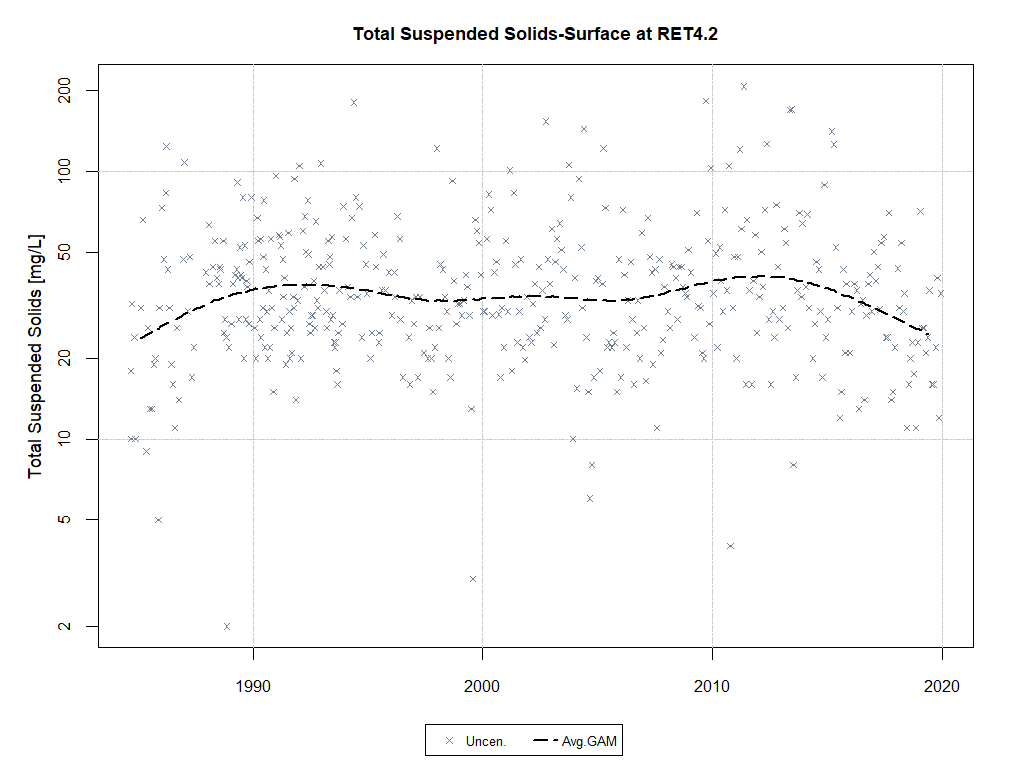 Total Suspended Solids-Surface at RET4.2
Total Suspended Solids [mg/L]
200
100
50
20
10
5
2
1990 2000 2010 2020
Uncen. Avg.GAM